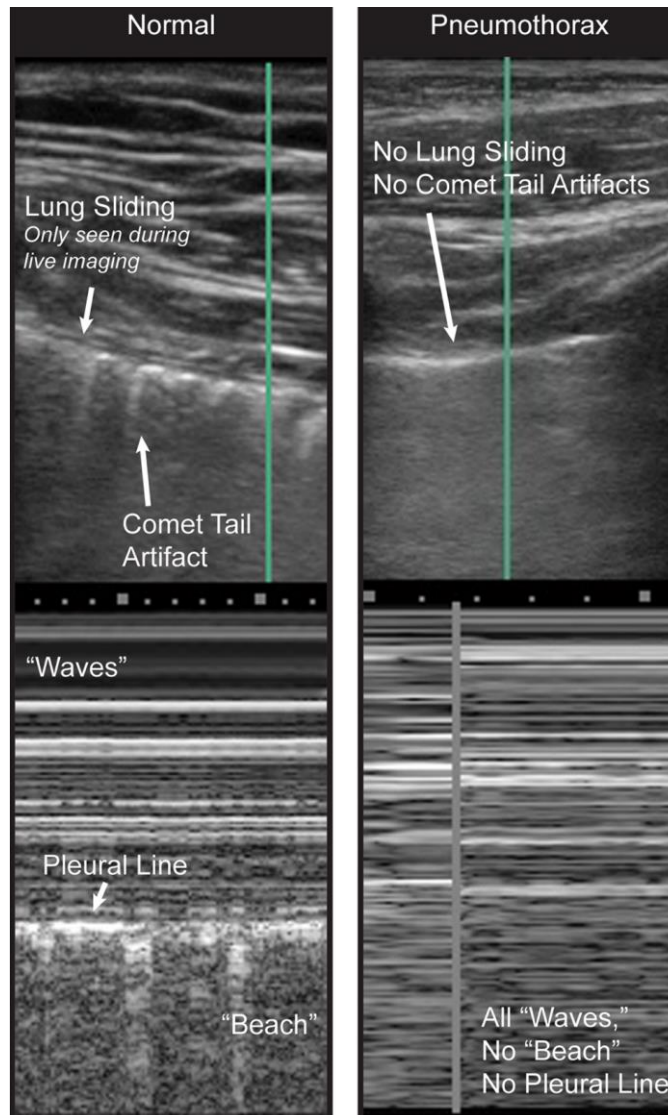 Normal
Lung Sliding
Only seen during
live imaging
Comet Tail
Artifact
“Waves”
Pleural Line
“Beach”
Pneumothorax
No Lung Sliding
No Comet Tail Artifacts
All “Waves,”
No “Beach”
No Pleural Line